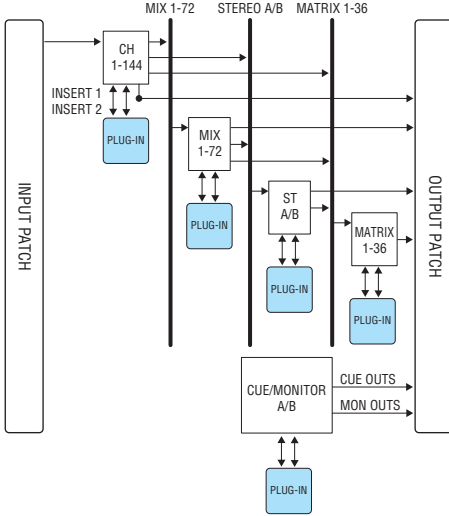 MIX 1-72
STEREO A/B
MATRIX 1-36
CH
1-144
INSERT 1
INSERT 2
PLUG-IN
MIX
1-72
PLUG-IN
ST
A/B
PLUG-IN
MATRIX
1-36
PLUG-IN
INPUT PATCH
OUTPUT PATCH
CUE/MONITOR
A/B
CUE OUTS
MON OUTS
PLUG-IN